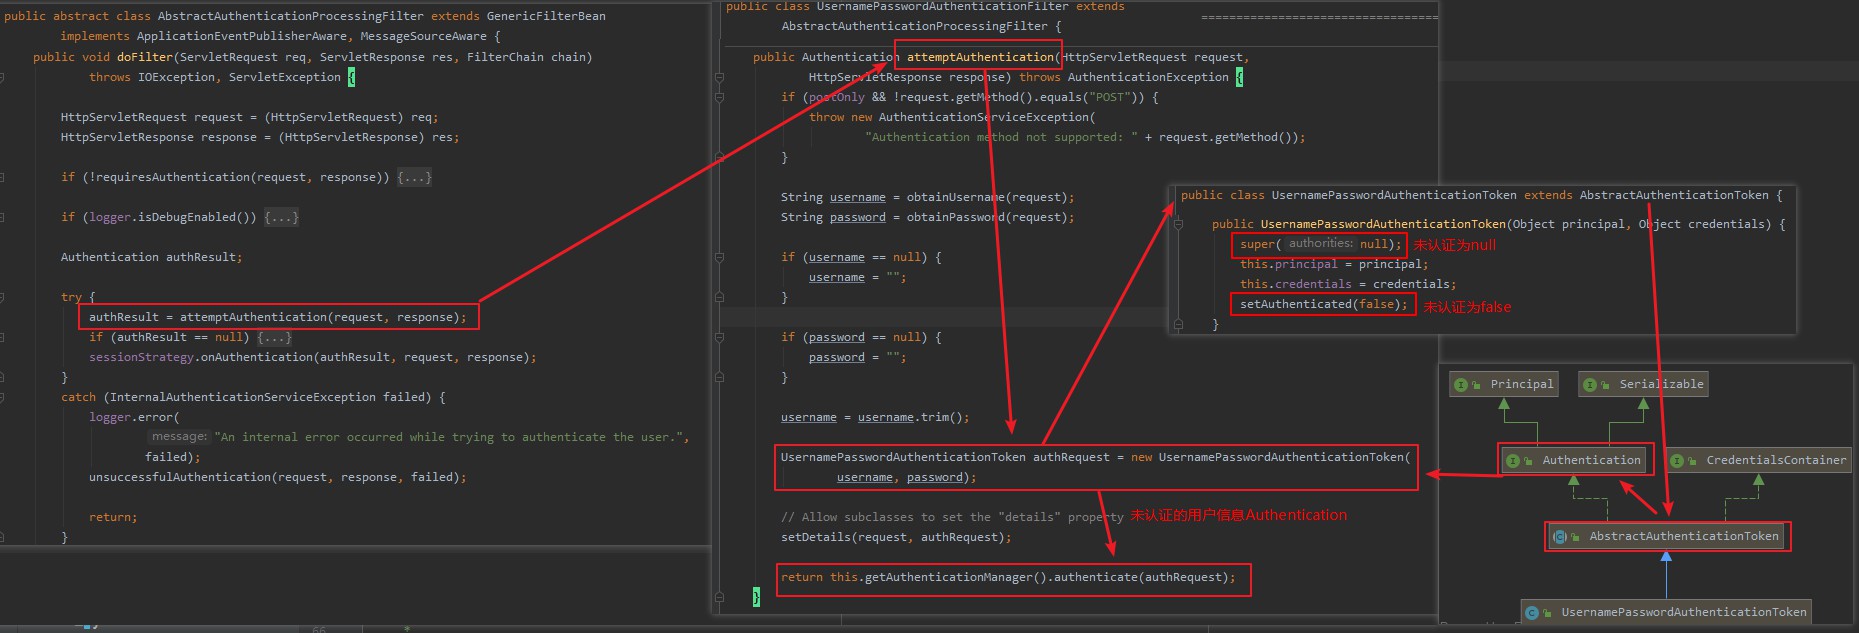 public abstract class AbstractAuthenticationProcessingFilter extends GenericFilterBean
implements ApplicationEventPublisherAware, MessageSourceAware {
public void doFilter(ServletRequest req, ServletResponse res, FilterChain chain)
throws IOException, ServletException {
HttpServletRequest request = (HttpServletRequest) req;
HttpServletResponse response = (HttpServletResponse) res;
if (!requiresAuthentication(request, response)) {...}
if (logger.isDebugEnabled()) {...}
Authentication authResult;
try {
authResult = attemptAuthentication(request, response);
if (authResult == null) {...}
sessionStrategy.onAuthentication(authResult, request, response);
}
catch (InternalAuthenticationServiceException failed) {
logger.error(
message: "An internal error occurred while trying to authenticate the user.",
failed);
unsuccessfulAuthentication(request, response, failed);
return;
}
public class UsernamePasswordAuthenticationFilter extends
AbstractAuthenticationProcessingFilter {
public Authentication attemptAuthentication(HttpServletRequest request,
HttpServletResponse response) throws AuthenticationException {
if (postOnly && !request.getMethod().equals("POST")) {
throw new AuthenticationServiceException(
"Authentication method not supported: " + request.getMethod());
}
String username = obtainUsername(request);
String password = obtainPassword(request);
if (username == null) {
username = "";
}
if (password == null) {
password = "";
}
username = username.trim();
UsernamePasswordAuthenticationToken authRequest = new UsernamePasswordAuthenticationToken(
username, password);
// Allow subclasses to set the "details" property 未认证的用户信息Authentication
setDetails(request, authRequest);
return this.getAuthenticationManager().authenticate(authRequest);
}
public class UsernamePasswordAuthenticationToken extends AbstractAuthenticationToken {
public UsernamePasswordAuthenticationToken(Object principal, Object credentials) {
super( authorities: null); 未认证为null
this.principal = principal;
this.credentials = credentials;
setAuthenticated(false); 未认证为false
}
Principal
Serializable
Authentication
CredentialsContainer
AbstractAuthenticationToken
UsernamePasswordAuthenticationToken
66 *